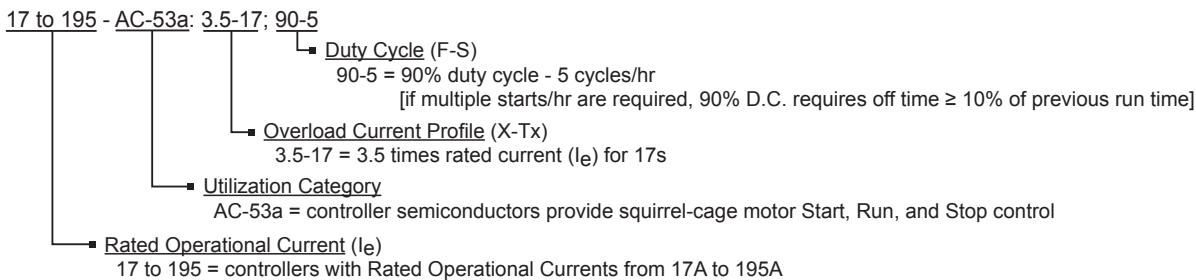 17 to 195 - AC-53a: 3.5-17; 90-5
Duty Cycle (F-S)
90-5 = 90% duty cycle - 5 cycles/hr
[if multiple starts/hr are required, 90% D.C. requires off time ≥ 10% of previous run time]
Overload Current Profile (X-Tx)
3.5-17 = 3.5 times rated current (Ie) for 17s
Utilization Category
AC-53a = controller semiconductors provide squirrel-cage motor Start, Run, and Stop control
Rated Operational Current (Ie)
17 to 195 = controllers with Rated Operational Currents from 17A to 195A